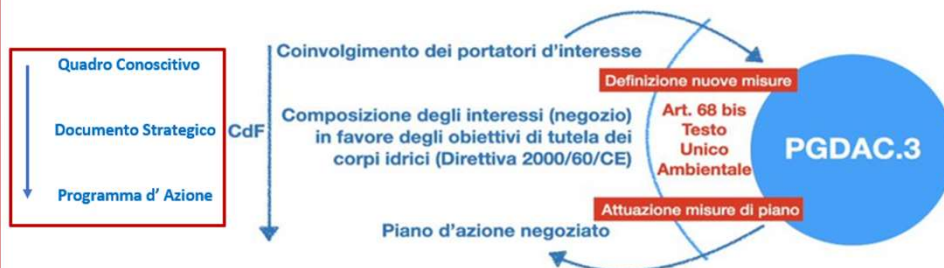 Quadro Conoscitivo
Documento Strategico
Programma d' Azione
CdF
Coinvolgimento dei portatori d'interesse
Composizione degli interessi (negozio)
in favore degli obiettivi di tutela dei
corpi idrici (Direttiva 2000/60/CE)
Piano d'azione negoziato
Definizione nuove misure
Art. 68 bis
Testo
Unico
Ambientale
Attuazione misure di piano
PGDAC.3